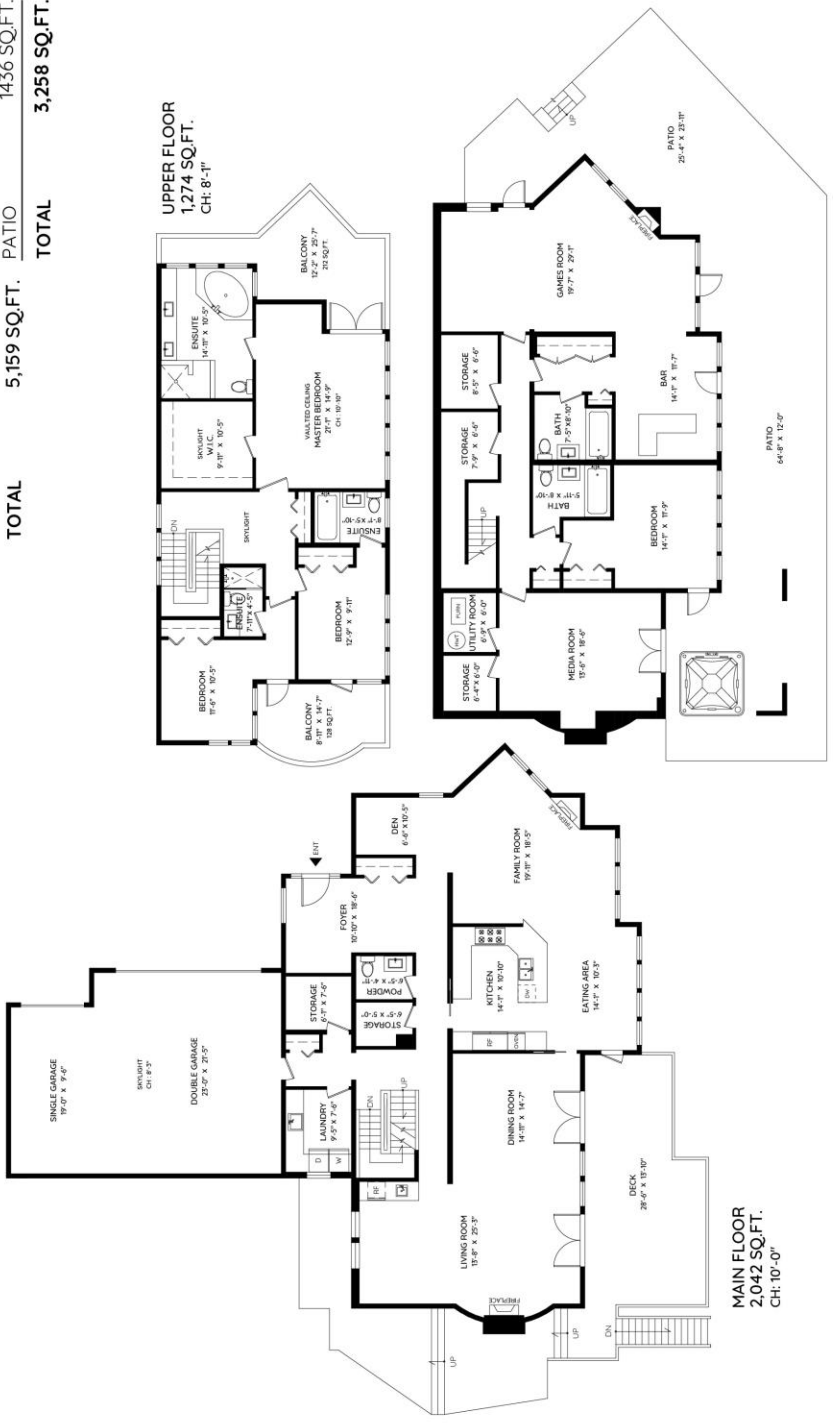 TOTAL
5,159 SQ.FT.
PATIO
1436 SQ.FT.
TOTAL
3,258 SQ.FT.
UPPER FLOOR
1,274 SQ.FT.
CH: 8'-1"
BEDROOM
11'-6" X 10'-5"
DN
ENSUITE
7'-11" X 4'-5"
SKYLIGHT
SKYLIGHT
W.I.C.
9'-11" X 10'-5"
ENSUITE
14'-11" X 10'-5"
BALCONY
8'-11" X 14'-7"
128 SQ.FT.
BEDROOM
12'-9" X 9'-11"
ENSUITE
8'-1" X 5'-10"
VAULTED CEILING
MASTER BEDROOM
21'-1" X 14'-9"
CH: 10'-10"
BALCONY
12'-2" X 25'-7"
212 SQ.FT.
STORAGE
6'-4" X 6'-0"
UTILITY ROOM
6'-9" X 6'-0"
HWT
FURN
UP
STORAGE
7'-9" X 6'-6"
STORAGE
8'-5" X 6'-6"
MEDIA ROOM
13'-6" X 18'-6"
BATH
5'-11" X 8'-10"
BATH
7'-5" X 8'-10"
BEDROOM
14'-1" X 11'-9"
BAR
14'-1" X 11'-7"
GAMES ROOM
19'-7" X 29'-1"
FIREPLACE
UP
PATIO
25'-4" X 23'-11"
PATIO
64'-8" X 12'-0"
SINGLE GARAGE
19'-0" X 9'-6"
SKYLIGHT
CH : 8'-3"
DOUBLE GARAGE
23'-0" X 21'-5"
LAUNDRY
9'-5" X 7'-6"
D
W
STORAGE
6'-1" X 7'-6"
FOYER
10'-10" X 18'-6"
ENT
DN
UP
STORAGE
6'-5" X 5'-0"
POWDER
6'-5" X 4'-11"
DEN
6'-6" X 10'-5"
RF
LIVING ROOM
13'-8" X 25'-3"
FIREPLACE
DINING ROOM
14'-11" X 14'-7"
RF
OVEN
KITCHEN
14'-1" X 10'-10"
DW
EATING AREA
14'-1" X 10'-3"
FAMILY ROOM
19'-11" X 18'-5"
FIREPLACE
UP
UP
DN
DECK
28'-6" X 13'-10"
MAIN FLOOR
2,042 SQ.FT.
CH: 10'-0"